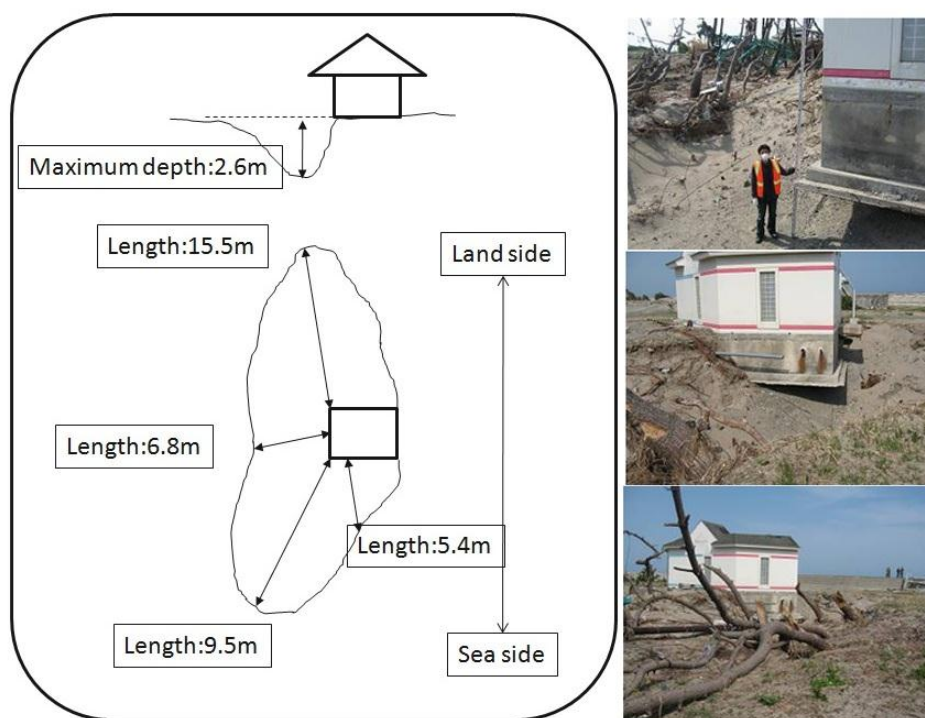 Maximum depth:2.6m
Length:15.5m
Land side
Length:6.8m
Length:5.4m
Length:9.5m
Sea side